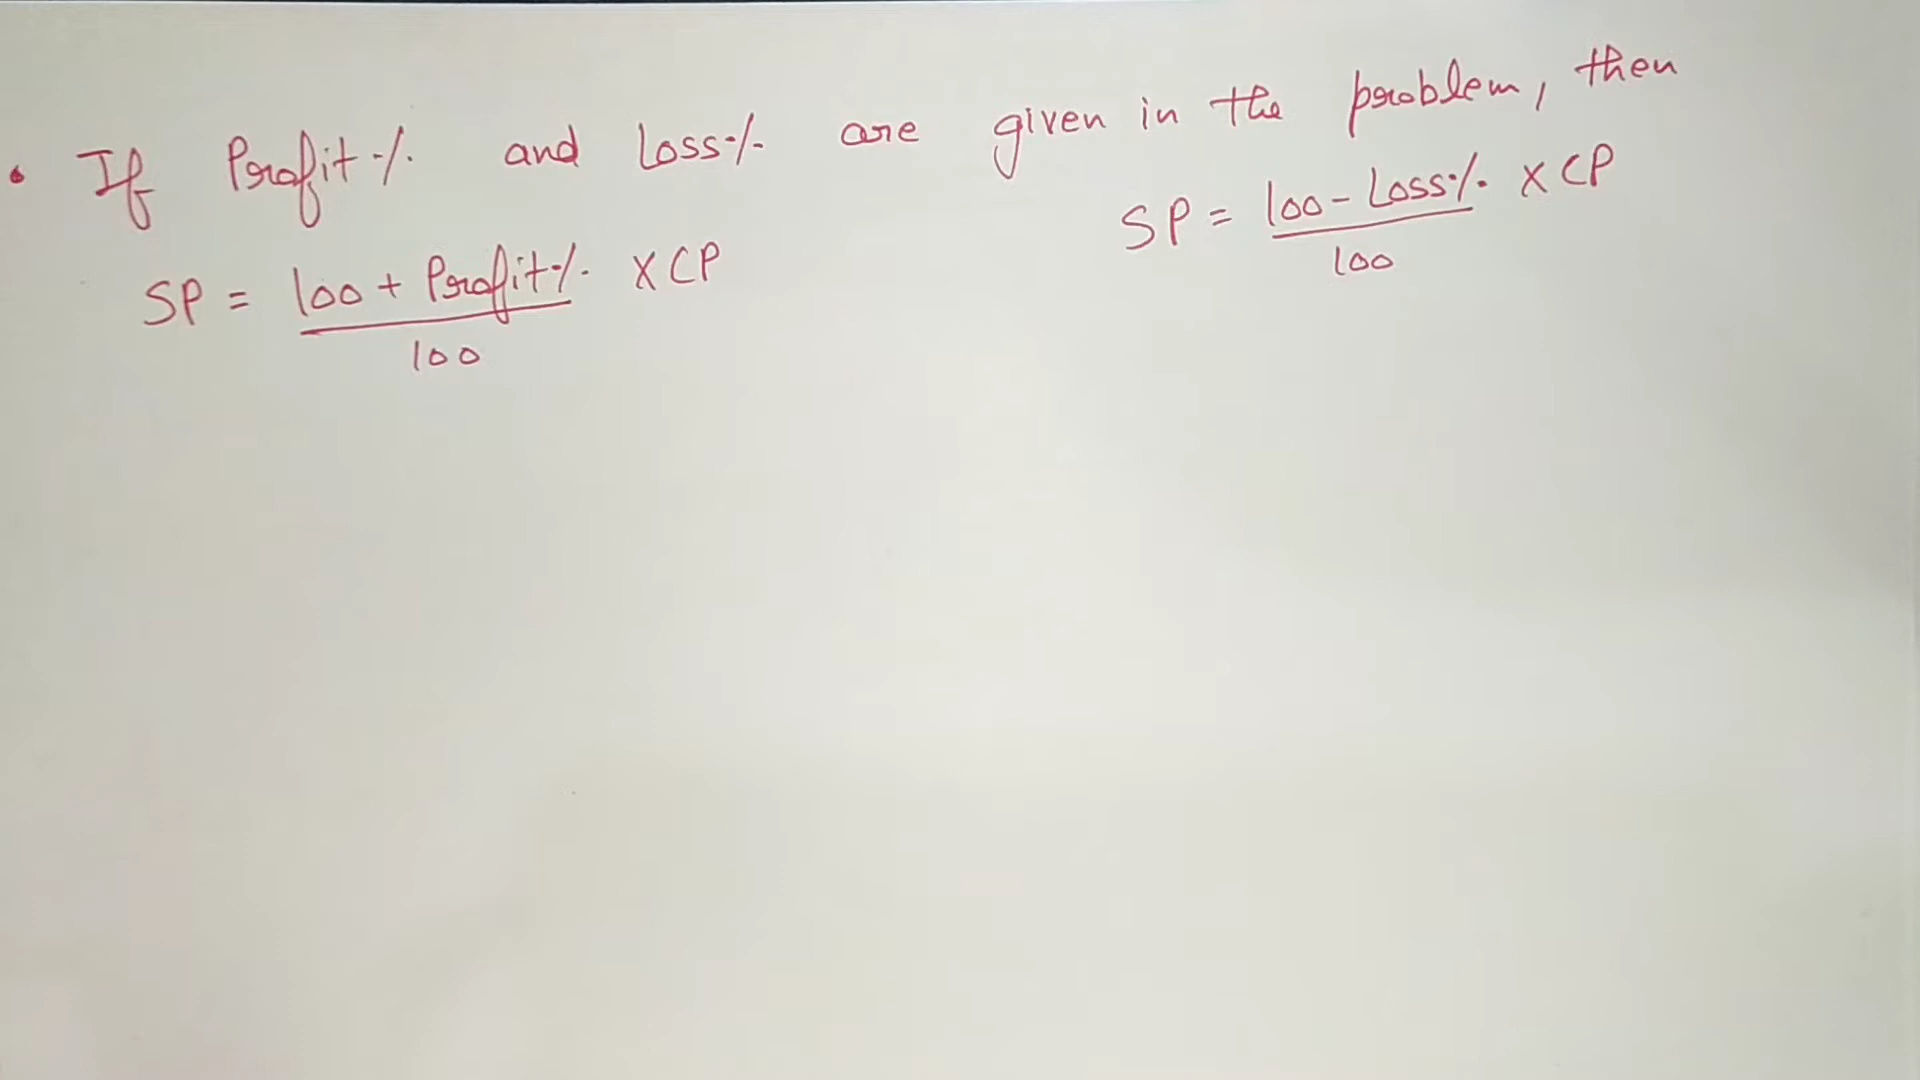 • If Profit % and Loss % are given in the problem, then
SP = 100 + Profit % / 100 X CP
SP = 100 - Loss % / 100 X CP